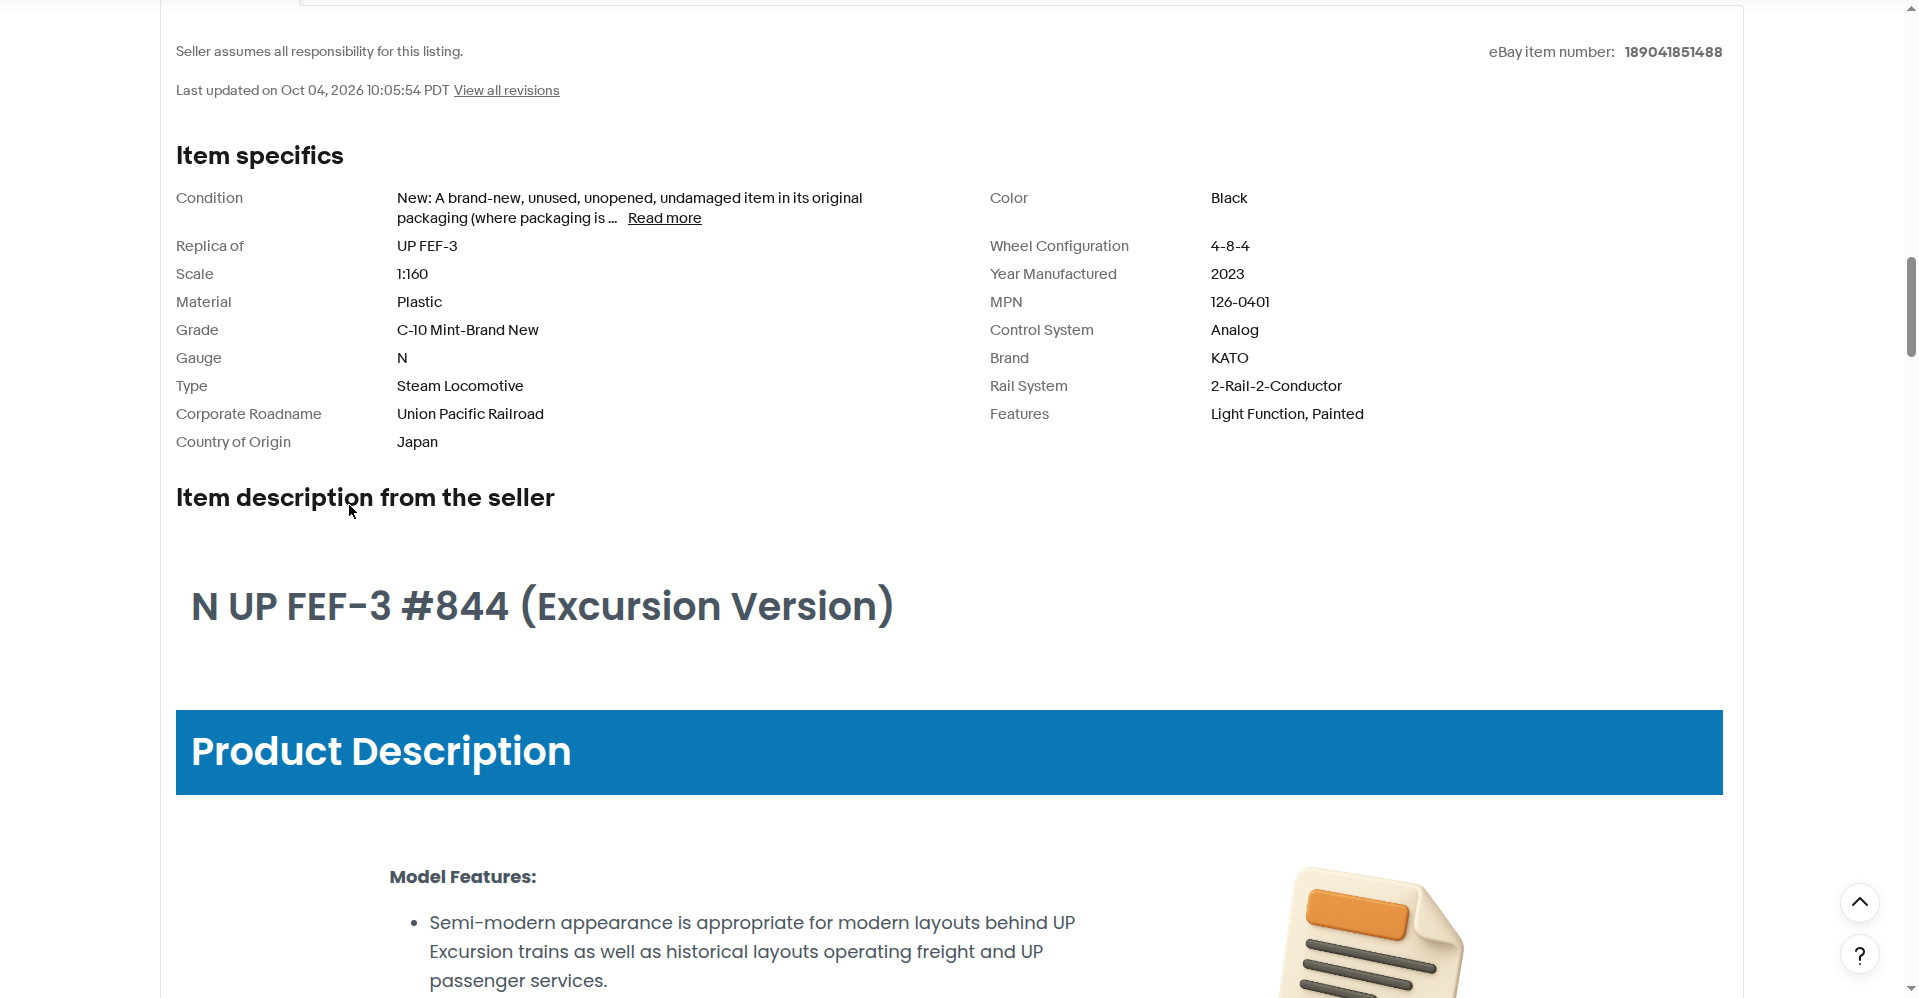 Seller assumes all responsibility for this listing.
eBay item number: 189041851488
Last updated on Oct 04, 2026 10:05:54 PDT View all revisions
Item specifics
Condition
New: A brand-new, unused, unopened, undamaged item in its original
packaging (where packaging is ... Read more
Color
Black
Replica of
UP FEF-3
Wheel Configuration
4-8-4
Scale
1:160
Year Manufactured
2023
Material
Plastic
MPN
126-0401
Grade
C-10 Mint-Brand New
Control System
Analog
Gauge
N
Brand
KATO
Type
Steam Locomotive
Rail System
2-Rail-2-Conductor
Corporate Roadname
Union Pacific Railroad
Features
Light Function, Painted
Country of Origin
Japan
Item description from the seller
N UP FEF-3 #844 (Excursion Version)
Product Description
Model Features:
• Semi-modern appearance is appropriate for modern layouts behind UP
Excursion trains as well as historical layouts operating freight and UP
passenger services.
?